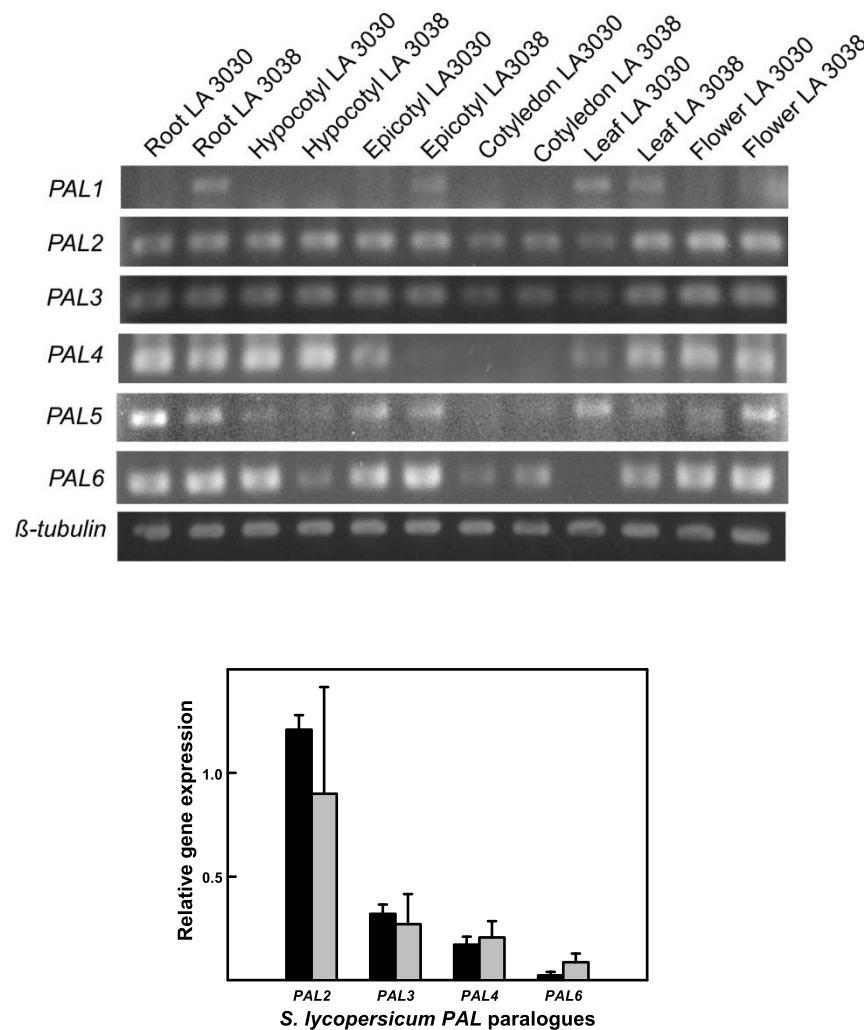 Root LA 3030
Root LA 3038
Hypocotyl LA 3030
Hypocotyl LA 3038
Epicotyl LA3030
Epicotyl LA3038
Cotyledon LA3030
Cotyledon LA 3038
Leaf LA 3030
Leaf LA 3038
Flower LA 3030
Flower LA 3038
PAL1
PAL2
PAL3
PAL4
PAL5
PAL6
ß-tubulin
Relative gene expression
1.0
0.5
PAL2 PAL3 PAL4 PAL6
S. lycopersicum PAL paralogues